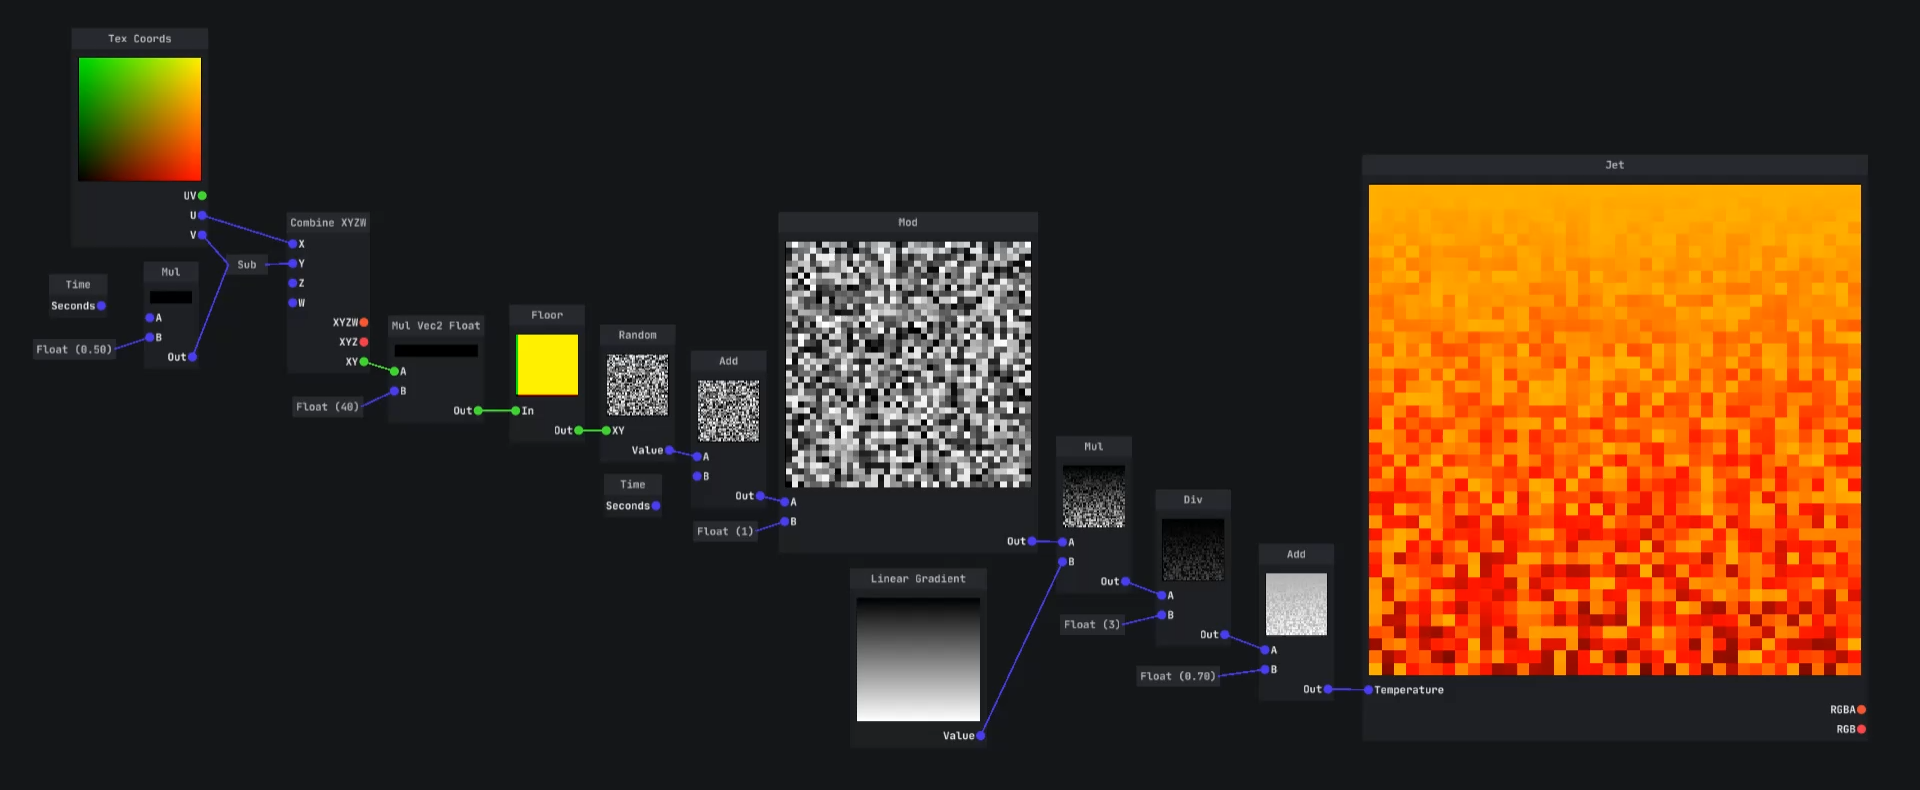 Tex Coords
UV
U
V
Time
Seconds
Float (0.50)
Mul
A
B
Out
Sub
Combine XYZW
X
Y
Z
W
XYZW
XYZ
XY
Float (40)
Mul Vec2 Float
A
B
Out
Floor
In
Out
Random
XY
Value
Time
Seconds
Add
A
B
Out
Float (1)
Mod
A
B
Out
Linear Gradient
Value
Mul
A
B
Out
Float (3)
Div
A
B
Out
Float (0.70)
Add
A
B
Out
Jet
Temperature
RGBA
RGB